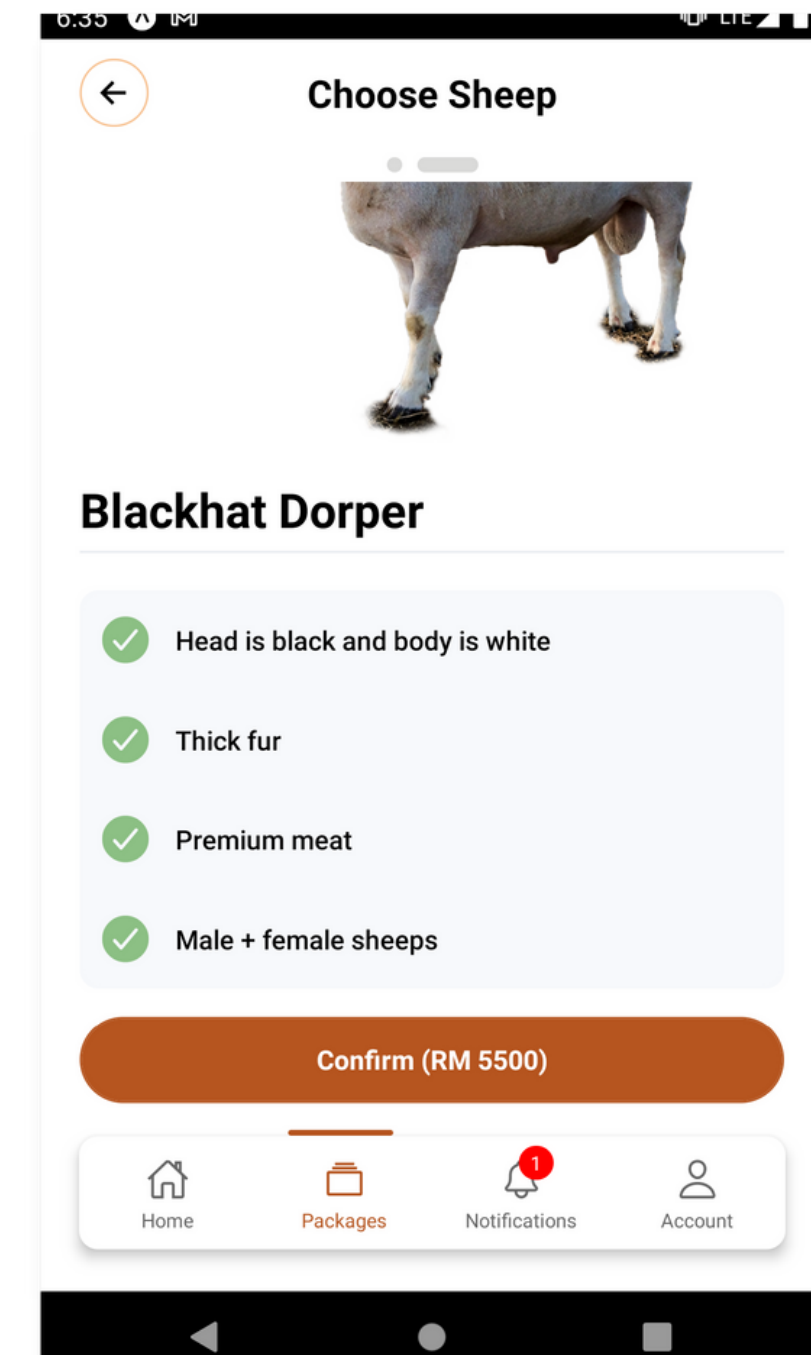 6:35
LTE
Choose Sheep
Blackhat Dorper
Head is black and body is white
Thick fur
Premium meat
Male + female sheeps
Confirm (RM 5500)
1
Home
Packages
Notifications
Account